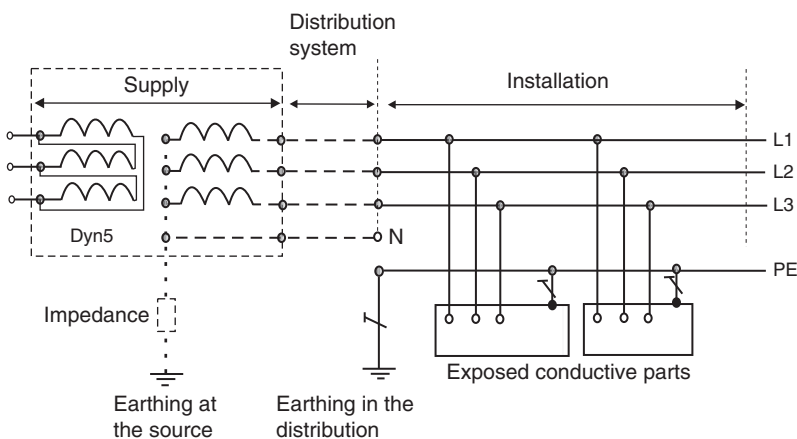 Distribution
system
Supply
Installation
L1
L2
L3
Dyn5
N
PE
Impedance
Exposed conductive parts
Earthing at
the source
Earthing in the
distribution